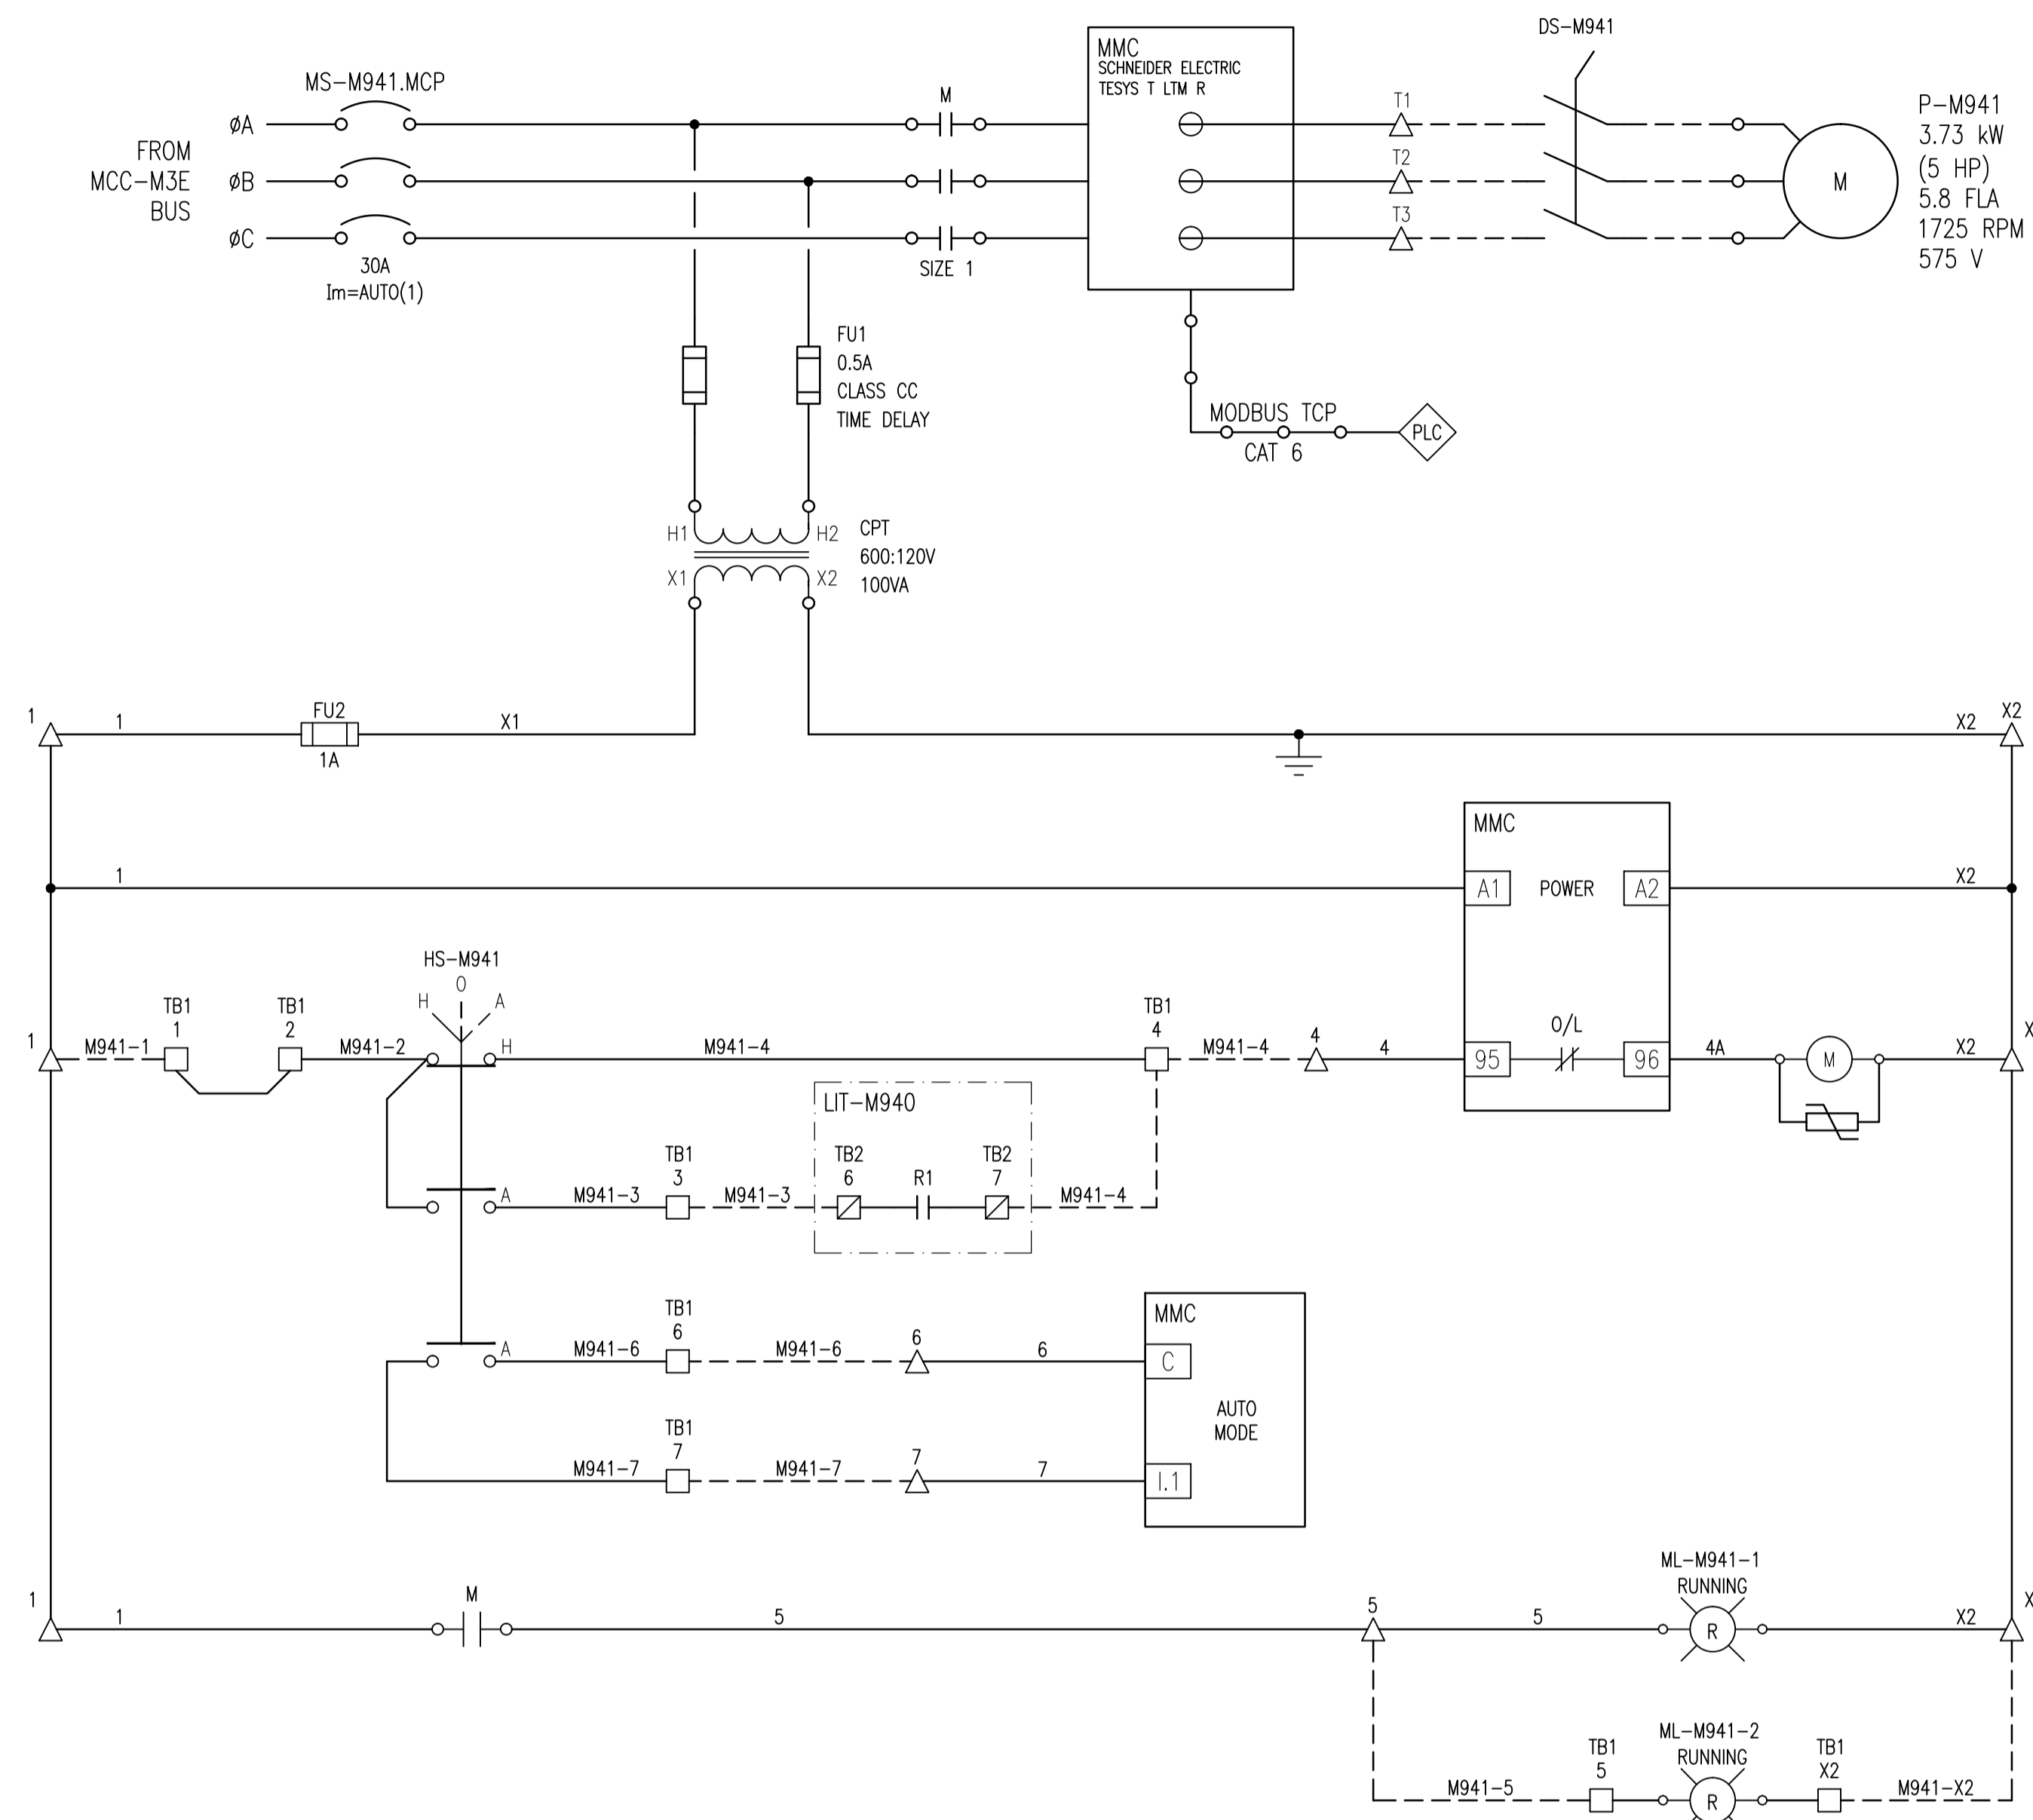 DS-M941
MS-M941.MCP
FROM
MCC-M3E
BUS
ØA
ØB
ØC
30A
Im=AUTO(1)
M
SIZE 1
MMC
SCHNEIDER ELECTRIC
TESYS T LTM R
T1
T2
T3
M
P-M941
3.73 kW
(5 HP)
5.8 FLA
1725 RPM
575 V
FU1
0.5A
CLASS CC
TIME DELAY
MODBUS TCP
CAT 6
PLC
H1
H2
X1
X2
CPT
600:120V
100VA
1
1
FU2
1A
X1
X2
X2
1
MMC
A1
POWER
A2
X2
HS-M941
H
O
A
1
M941-1
TB1
1
TB1
2
M941-2
H
M941-4
TB1
4
M941-4
4
4
95
O/L
96
4A
M
X2
X
A
M941-3
TB1
3
M941-3
LIT-M940
TB2
6
R1
TB2
7
M941-4
A
M941-6
TB1
6
M941-6
6
6
MMC
C
AUTO
MODE
I.1
M941-7
TB1
7
M941-7
7
7
1
1
M
5
5
5
ML-M941-1
RUNNING
R
X2
X
M941-5
TB1
5
ML-M941-2
RUNNING
R
TB1
X2
M941-X2